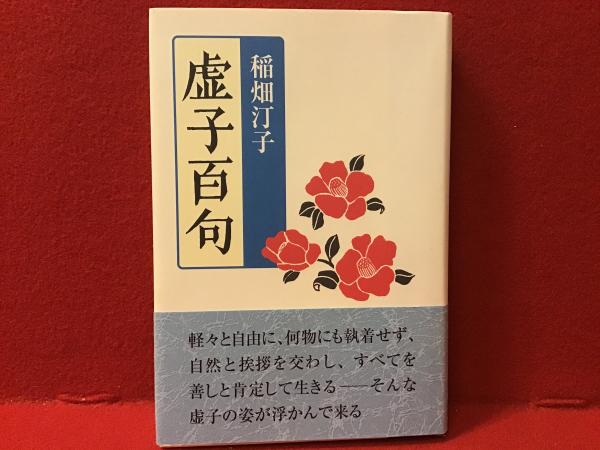 稲畑汀子
虚子百句
軽々と自由に、何物にも執着せず、
自然と挨拶を交わし、すべてを
善しと肯定して生きる――そんな
虚子の姿が浮かんで来る